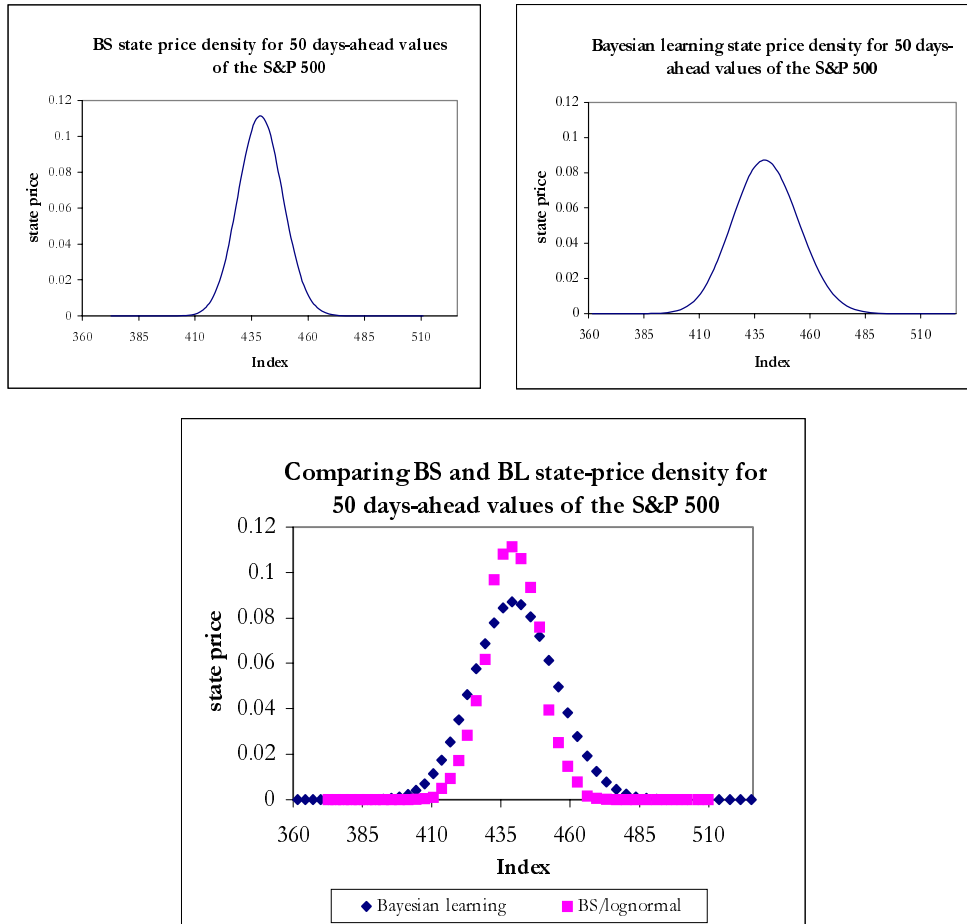 BS state price density for 50 days-ahead values
of the S&P 500
0.12
0.1
0.08
0.06
0.04
0.02
0
state price
360 385 410 435 460 485 510
Index
Bayesian learning state price density for 50 days-
ahead values of the S&P 500
0.12
0.1
0.08
0.06
0.04
0.02
0
state price
360 385 410 435 460 485 510
Index
Comparing BS and BL state-price density for
50 days-ahead values of the S&P 500
0.12
0.1
0.08
0.06
0.04
0.02
0
state price
360 385 410 435 460 485 510
Index
Bayesian learning BS/lognormal